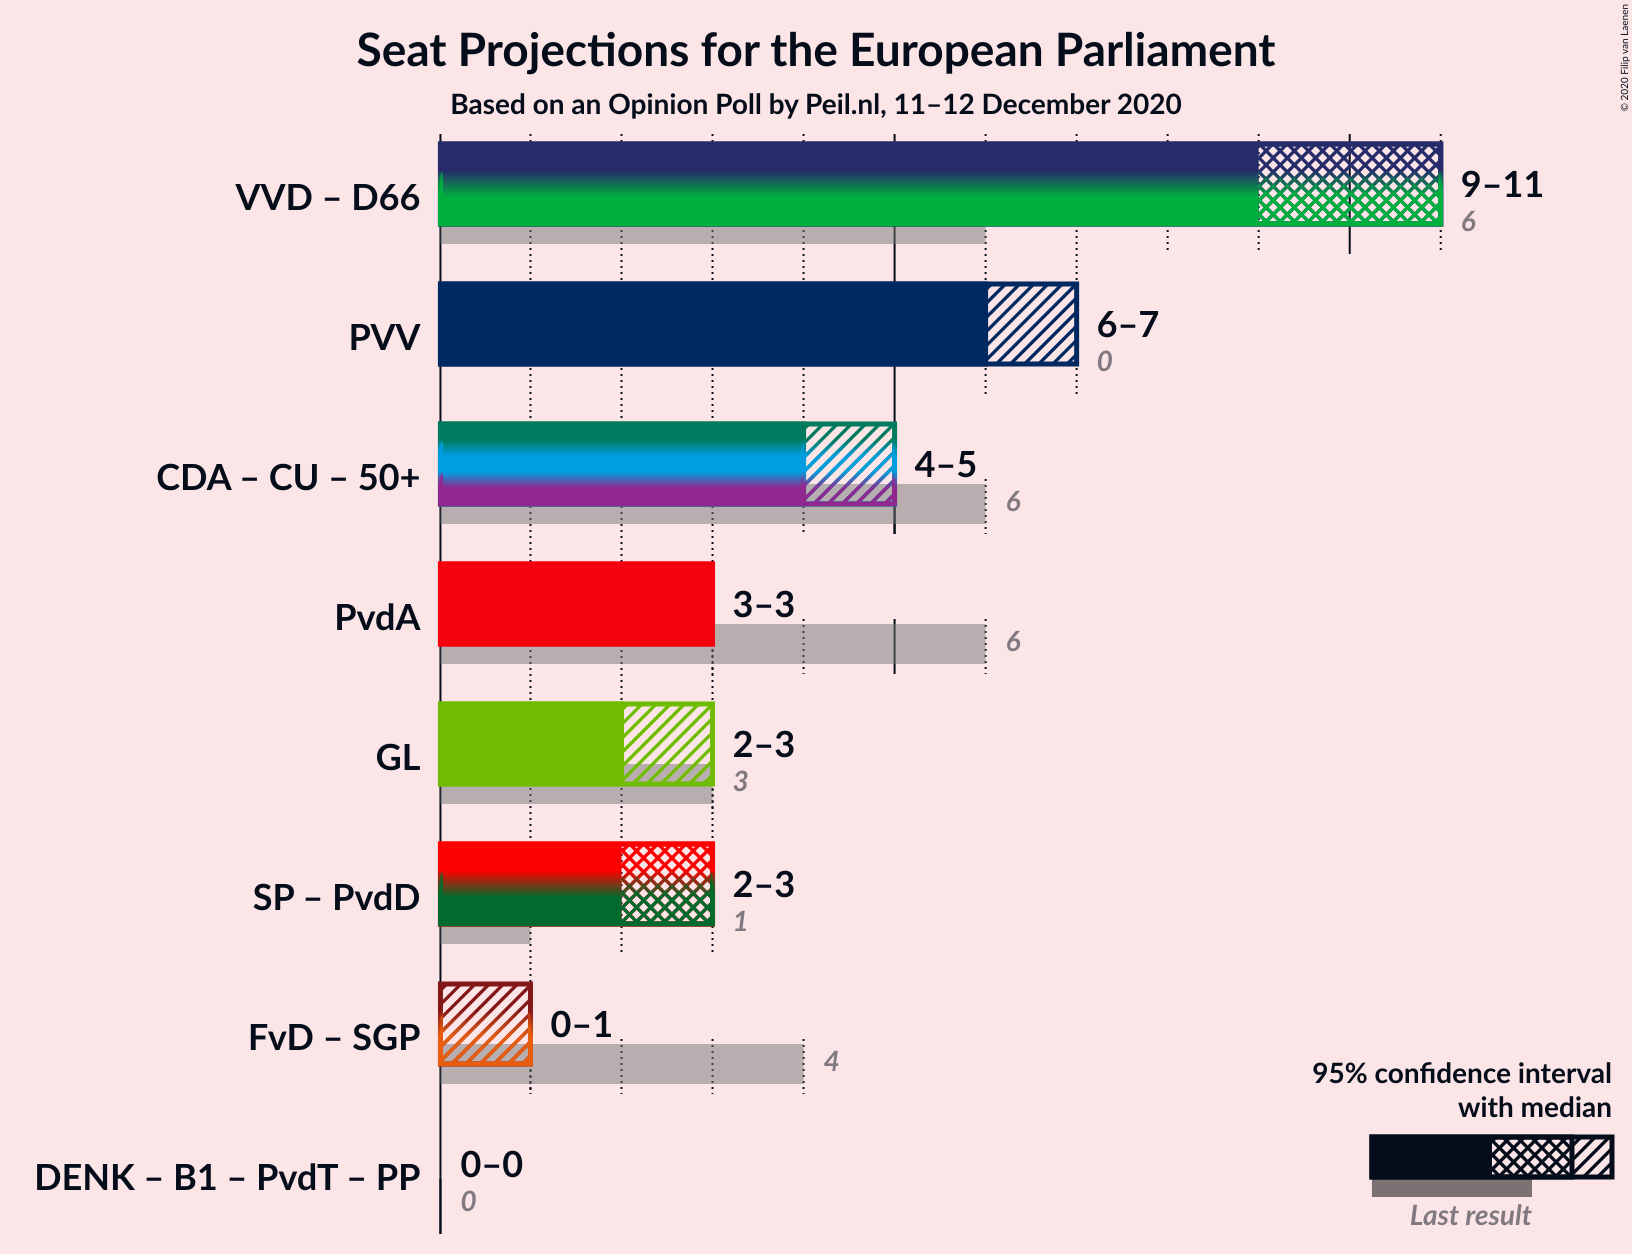 Seat Projections for the European Parliament
Based on an Opinion Poll by Peil.nl, 11–12 December 2020
© 2020 Filip van Laenen
VVD – D66
9–11
6
PVV
6–7
0
CDA – CU – 50+
4–5
6
PvdA
3–3
6
GL
2–3
3
SP – PvdD
2–3
1
FvD – SGP
0–1
4
DENK – B1 – PvdT – PP
0–0
0
95% confidence interval
with median
Last result